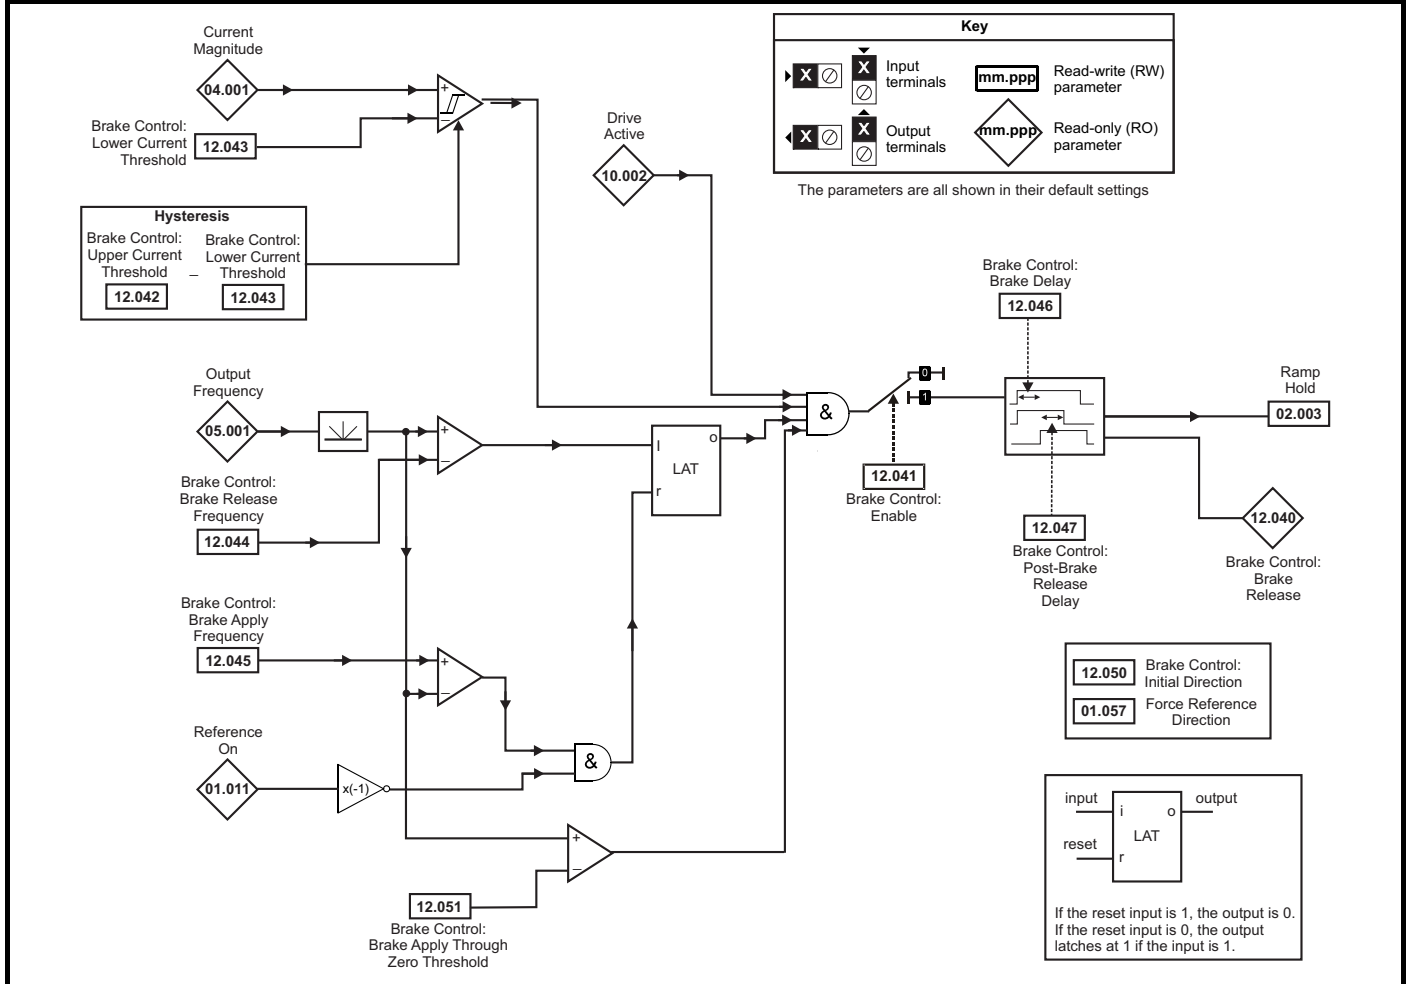 Current
Magnitude
04.001
+
−
Brake Control:
Lower Current
Threshold
12.043
Hysteresis
Brake Control:
Upper Current
Threshold
12.042
–
Brake Control:
Lower Current
Threshold
12.043
Drive
Active
10.002
Key
X
X
Input
terminals
mm.ppp
Read-write (RW)
parameter
X
X
Output
terminals
mm.ppp
Read-only (RO)
parameter
The parameters are all shown in their default settings
Output
Frequency
05.001
+
−
Brake Control:
Brake Release
Frequency
12.044
I
o
LAT
r
&
0
1
12.041
Brake Control:
Enable
Brake Control:
Brake Delay
12.046
12.047
Brake Control:
Post-Brake
Release
Delay
Ramp
Hold
02.003
12.040
Brake Control:
Brake
Release
Brake Control:
Brake Apply
Frequency
12.045
+
−
Reference
On
01.011
x(-1)
&
+
−
12.051
Brake Control:
Brake Apply Through
Zero Threshold
12.050
Brake Control:
Initial Direction
01.057
Force Reference
Direction
input
i
o
output
LAT
reset
r
If the reset input is 1, the output is 0.
If the reset input is 0, the output
latches at 1 if the input is 1.